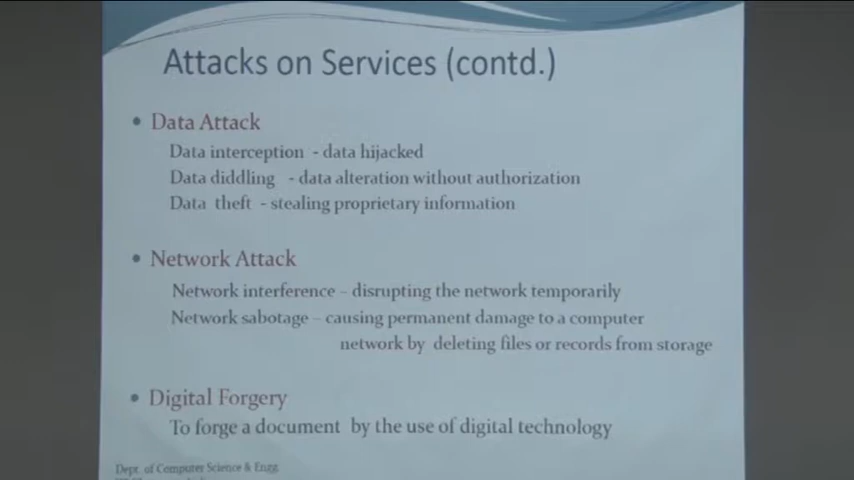 Attacks on Services (contd.)
• Data Attack
Data interception - data hijacked
Data diddling - data alteration without authorization
Data theft - stealing proprietary information
• Network Attack
Network interference – disrupting the network temporarily
Network sabotage – causing permanent damage to a computer
network by deleting files or records from storage
• Digital Forgery
To forge a document by the use of digital technology
Dept. of Computer Science & Engg